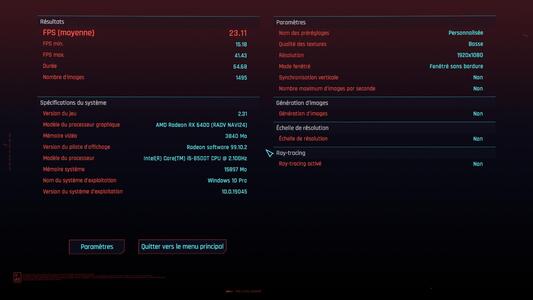 Résultats
FPS (moyenne) 23.11
FPS min. 15.18
FPS max. 41.43
Durée 64.69
Nombre d'images 1495
Spécifications du système
Version du jeu 2.31
Modèle du processeur graphique AMD Radeon RX 6400 (RADV NAVI24)
Mémoire vidéo 3840 Mo
Version du pilote d'affichage Radeon software 99.10.2
Modèle du processeur Intel(R) Core(TM) i5-8500T CPU @ 2.10GHz
Mémoire système 15897 Mo
Nom du système d'exploitation Windows 10 Pro
Version du système d'exploitation 10.0.19045
Paramètres
Nom des préréglages Personnalisée
Qualité des textures Basse
Résolution 1920x1080
Mode fenêtré Fenêtré sans bordure
Synchronisation verticale Non
Nombre maximum d'images par seconde Non
Génération d'images
Génération d'images Non
Échelle de résolution
Échelle de résolution Non
Ray-tracing
Ray-tracing activé Non
Paramètres
Quitter vers le menu principal